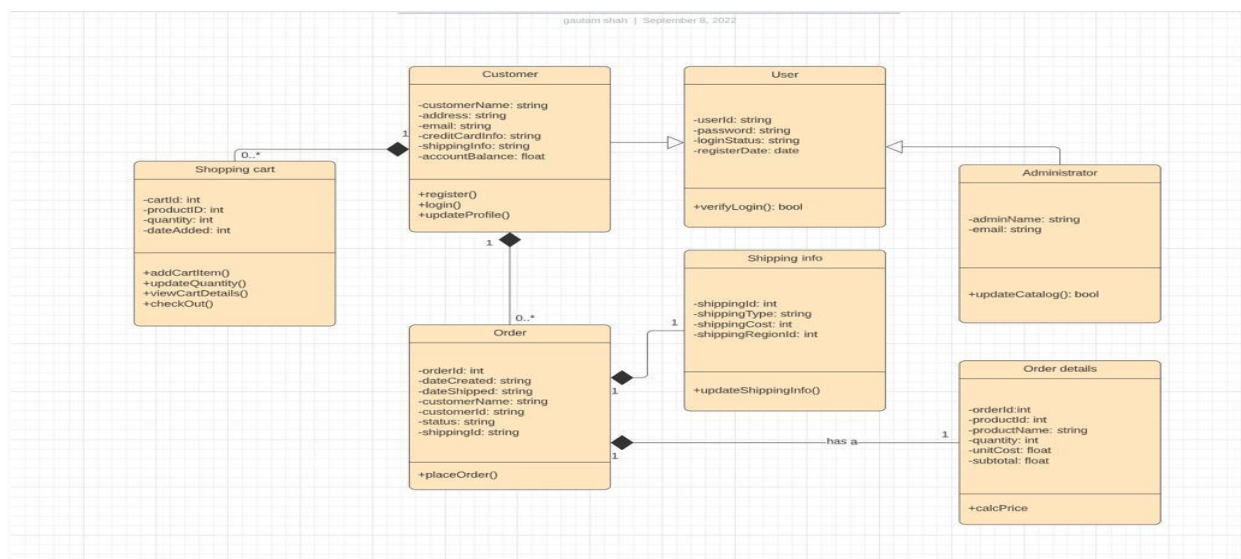 gautam shah | September 8, 2022
Customer
-customerName: string
-address: string
-email: string
-creditCardInfo: string
-shippingInfo: string
-accountBalance: float
+register()
+login()
+updateProfile()
User
-userId: string
-password: string
-loginStatus: string
-registerDate: date
+verifyLogin(): bool
1
0..*
Shopping cart
-cartId: int
-productID: int
-quantity: int
-dateAdded: int
+addCartItem()
+updateQuantity()
+viewCartDetails()
+checkOut()
Administrator
-adminName: string
-email: string
+updateCatalog(): bool
1
0..*
Shipping info
-shippingId: int
-shippingType: string
-shippingCost: int
-shippingRegionId: int
+updateShippingInfo()
Order
-orderId: int
-dateCreated: string
-dateShipped: string
-customerName: string
-customerId: string
-status: string
-shippingId: string
+placeOrder()
1
1
1
has a
1
Order details
-orderId:int
-productId: int
-productName: string
-quantity: int
-unitCost: float
-subtotal: float
+calcPrice